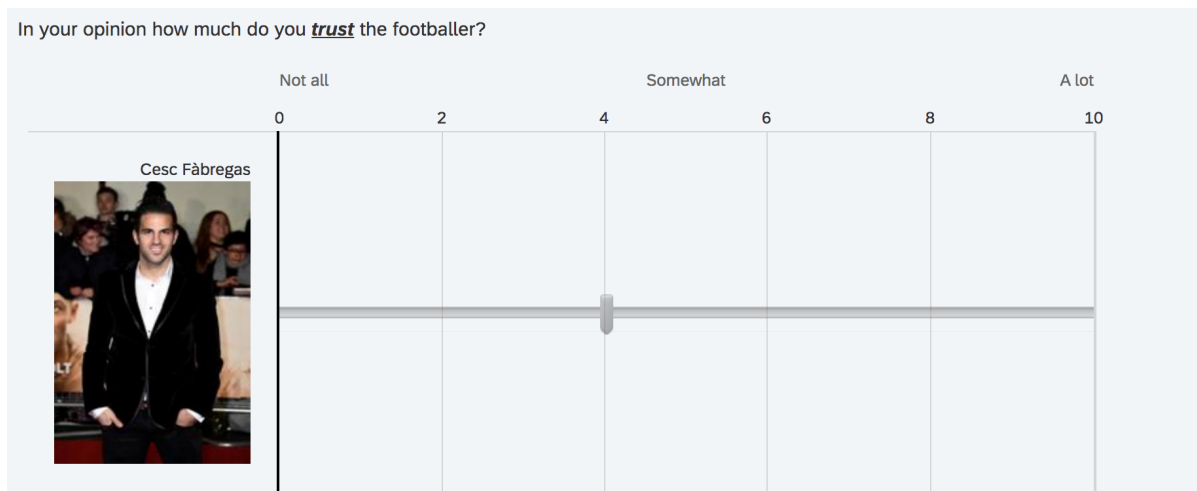 In your opinion how much do you trust the footballer?
Not all Somewhat A lot
0 2 4 6 8 10
Cesc Fàbregas
LT